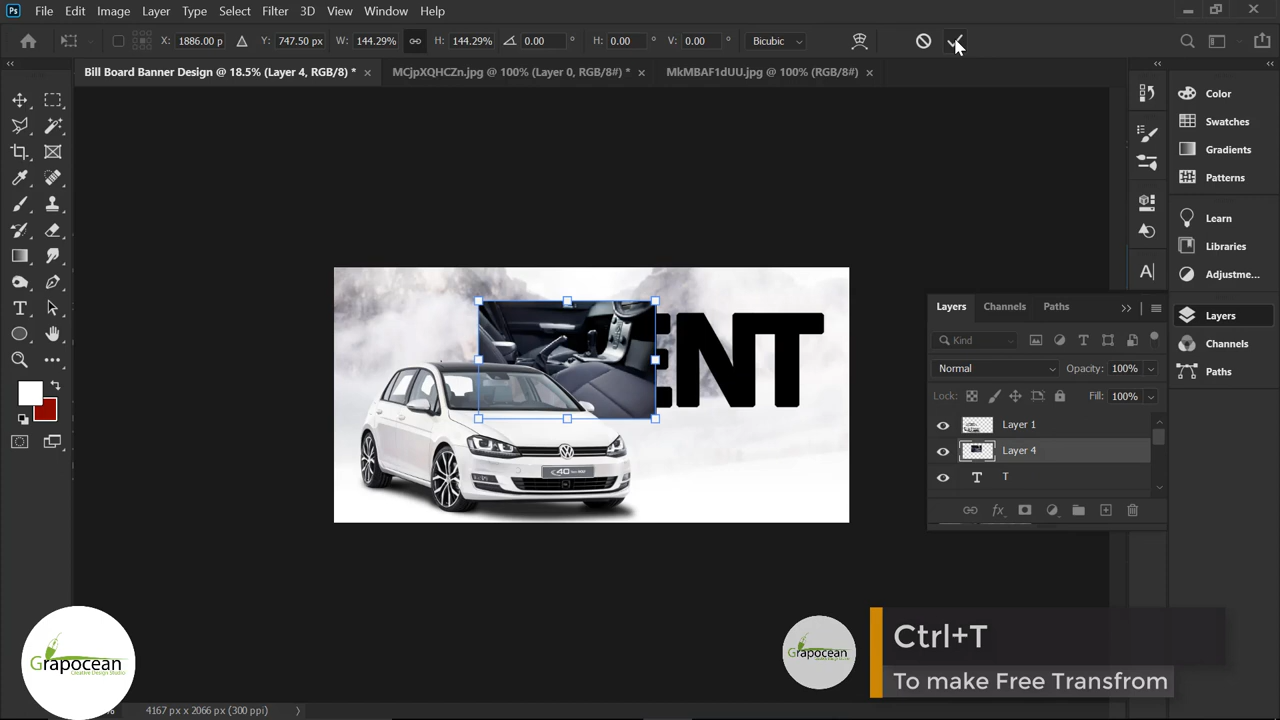 File Edit Image Layer Type Select Filter 3D View Window Help
X: 1886.00 p Y: 747.50 px W: 144.29% H: 144.29% 0.00 H: 0.00 V: 0.00 Bicubic
Bill Board Banner Design @ 18.5% (Layer 4, RGB/8) * × MCjpXQHCZn.jpg @ 100% (Layer 0, RGB/8#) * × MkMBAF1dUU.jpg @ 100% (RGB/8#) ×
Color
Swatches
Gradients
Patterns
Learn
Libraries
Adjustme...
Layers
Channels
Paths
ENT
Layers Channels Paths
Kind
Normal Opacity: 100%
Lock: Fill: 100%
Layer 1
Layer 4
T T
fx
Grapocean
Creative Design Studio
Grapocean
Ctrl+T
To make Free Transfrom
4167 px x 2066 px (300 ppi)